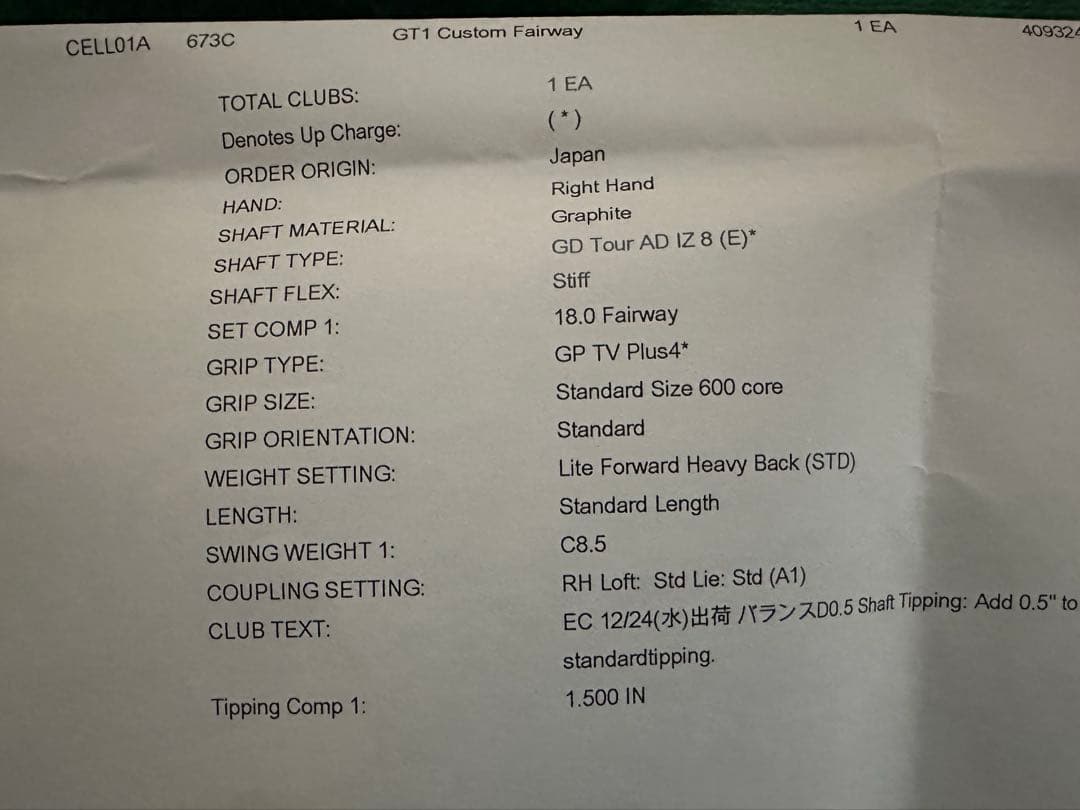 CELL01A 673C GT1 Custom Fairway 1 EA 409324
TOTAL CLUBS: 1 EA
Denotes Up Charge: (*)
ORDER ORIGIN: Japan
HAND: Right Hand
SHAFT MATERIAL: Graphite
SHAFT TYPE: GD Tour AD IZ 8 (E)*
SHAFT FLEX: Stiff
SET COMP 1: 18.0 Fairway
GRIP TYPE: GP TV Plus4*
GRIP SIZE: Standard Size 600 core
GRIP ORIENTATION: Standard
WEIGHT SETTING: Lite Forward Heavy Back (STD)
LENGTH: Standard Length
SWING WEIGHT 1: C8.5
COUPLING SETTING: RH Loft: Std Lie: Std (A1)
CLUB TEXT: EC 12/24(水)出荷 バランスD0.5 Shaft Tipping: Add 0.5" to
standardtipping.
Tipping Comp 1: 1.500 IN